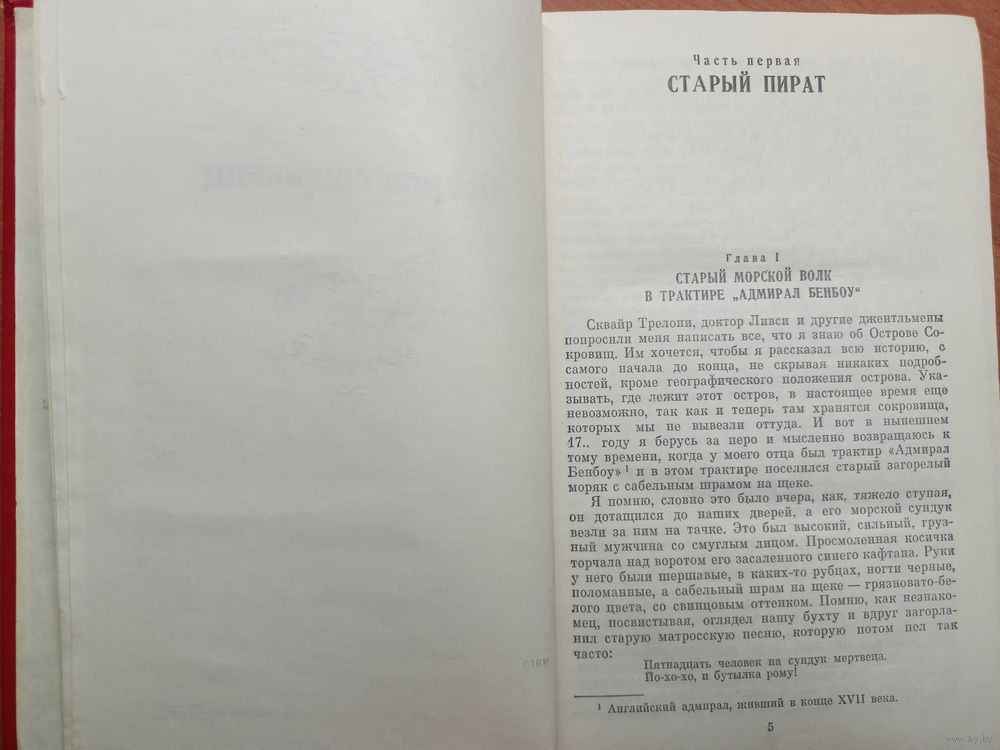 Часть первая
СТАРЫЙ ПИРАТ
Глава I
СТАРЫЙ МОРСКОЙ ВОЛК
В ТРАКТИРЕ „АДМИРАЛ БЕНБОУ“
Сквайр Трелони, доктор Ливси и другие джентльмены
попросили меня написать все, что я знаю об Острове Со-
кровищ. Им хочется, чтобы я рассказал всю историю, с
самого начала до конца, не скрывая никаких подроб-
ностей, кроме географического положения острова. Ука-
зывать, где лежит этот остров, в настоящее время еще
невозможно, так как и теперь там хранятся сокровища,
которых мы не вывезли оттуда. И вот в нынешнем
17.. году я берусь за перо и мысленно возвращаюсь к
тому времени, когда у моего отца был трактир «Адмирал
Бенбоу» ¹ и в этом трактире поселился старый загорелый
моряк с сабельным шрамом на щеке.
Я помню, словно это было вчера, как, тяжело ступая,
он дотащился до наших дверей, а его морской сундук
везли за ним на тачке. Это был высокий, сильный, груз-
ный мужчина со смуглым лицом. Просмоленная косичка
торчала над воротом его засаленного синего кафтана. Руки
у него были шершавые, в каких-то рубцах, ногти черные,
поломанные, а сабельный шрам на щеке — грязновато-бе-
лого цвета, со свинцовым оттенком. Помню, как незнако-
мец, посвистывая, оглядел нашу бухту и вдруг загорла-
нил старую матросскую песню, которую потом пел так
часто:
Пятнадцать человек на сундук мертвеца.
Йо-хо-хо, и бутылка рому!
¹ Английский адмирал, живший в конце XVII века.
5
www.ay.by